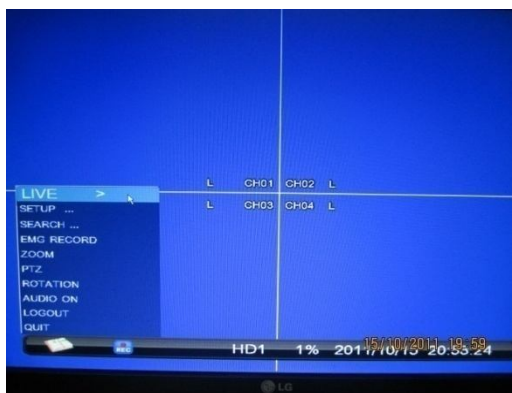 L CH01 CH02 L
L CH03 CH04 L
LIVE >
SETUP ...
SEARCH ...
EMG RECORD
ZOOM
PTZ
ROTATION
AUDIO ON
LOGOUT
QUIT
REC
HD1 1% 2011/10/15 20:53:24
15/10/2011 19:59
LG